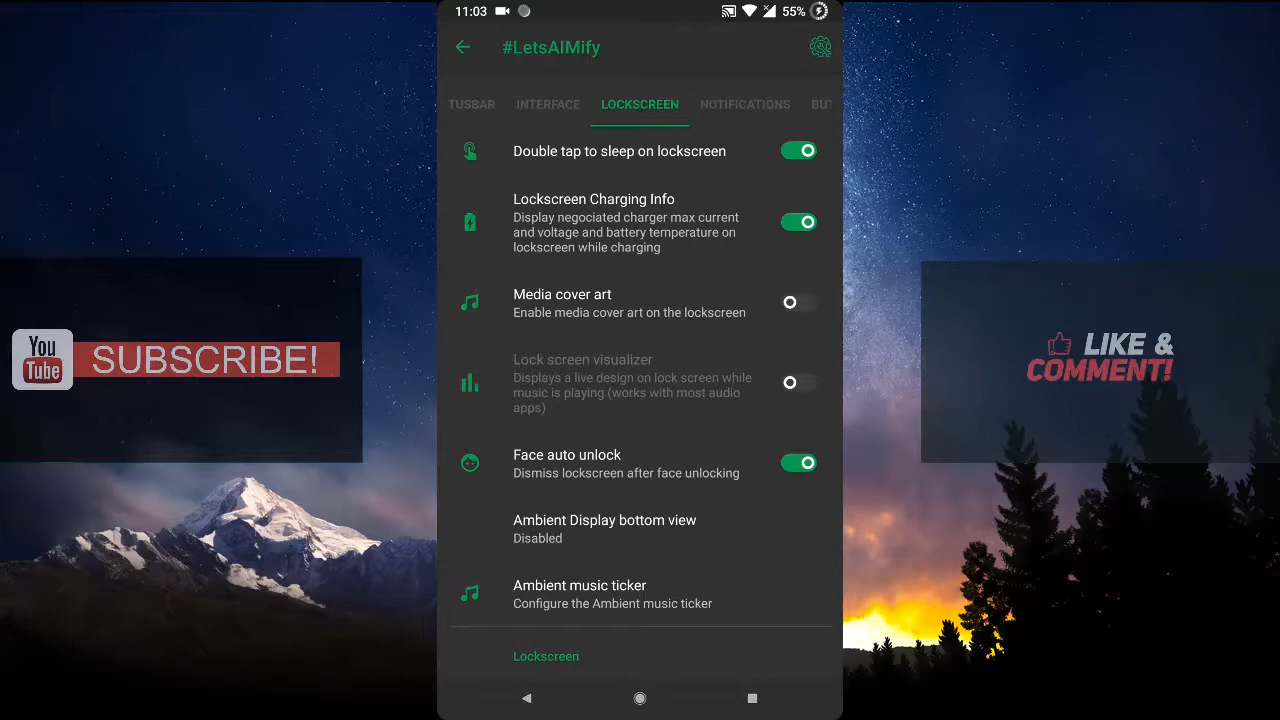 11:03
55%
#LetsAIMify
TUSBAR INTERFACE LOCKSCREEN NOTIFICATIONS BUT
Double tap to sleep on lockscreen
Lockscreen Charging Info
Display negociated charger max current
and voltage and battery temperature on
lockscreen while charging
Media cover art
Enable media cover art on the lockscreen
Lock screen visualizer
Displays a live design on lock screen while
music is playing (works with most audio
apps)
Face auto unlock
Dismiss lockscreen after face unlocking
Ambient Display bottom view
Disabled
Ambient music ticker
Configure the Ambient music ticker
Lockscreen
You
Tube
SUBSCRIBE!
LIKE &
COMMENT!